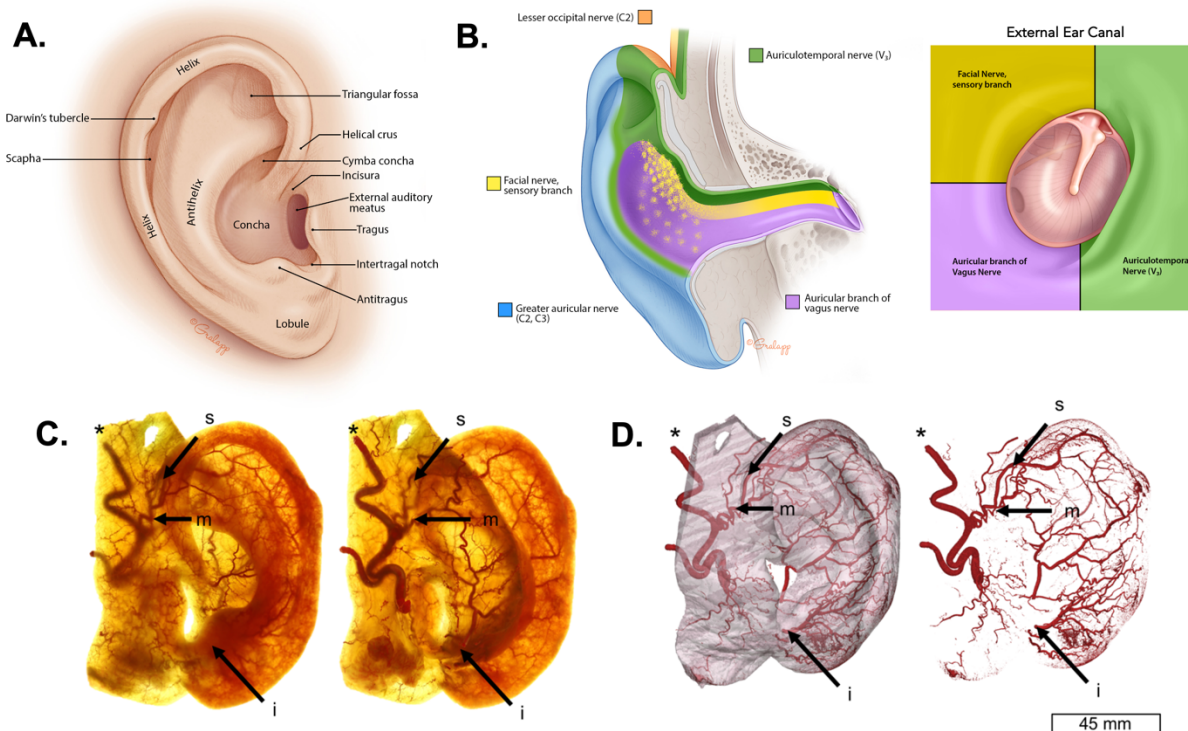 A.
Helix
Darwin's tubercle
Scapha
Helix
Antihelix
Concha
Lobule
Triangular fossa
Helical crus
Cymba concha
Incisura
External auditory
meatus
Tragus
Intertragal notch
Antitragus
©Gralapp
B.
Lesser occipital nerve (C2)
Auriculotemporal nerve (V₃)
Facial nerve,
sensory branch
Greater auricular nerve
(C2, C3)
Auricular branch of
vagus nerve
©Gralapp
External Ear Canal
Facial Nerve,
sensory branch
Auricular branch of
Vagus Nerve
Auriculotempora
Nerve (V₃)
C.
*
s
m
i
*
D.
*
s
m
i
*
45 mm